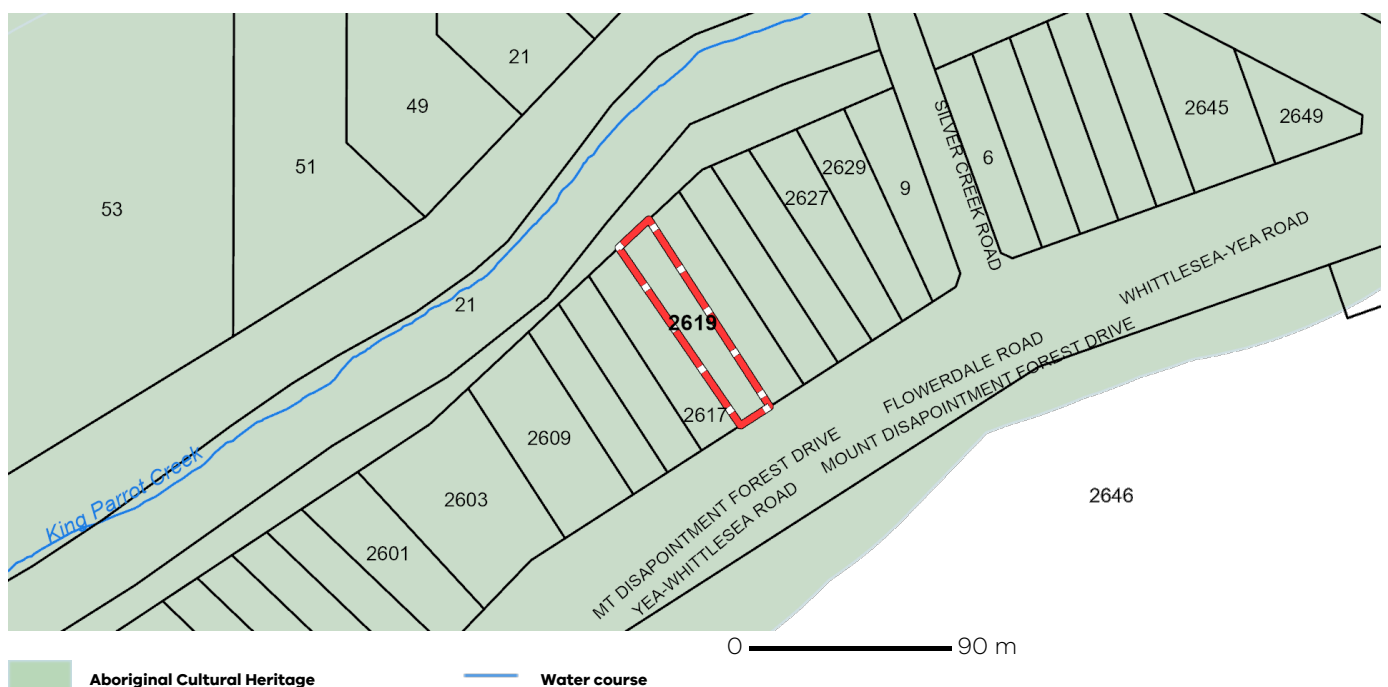 21
49
51
53
21
King Parrot Creek
2645
2649
2629
6
2627
9
SILVER CREEK ROAD
WHITTLESEA-YEA ROAD
2619
2617
2609
2603
2601
FLOWERDALE ROAD
MOUNT DISAPOINTMENT FOREST DRIVE
MT DISAPOINTMENT FOREST DRIVE
YEA-WHITTLESEA ROAD
2646
0 90 m
Aboriginal Cultural Heritage
Water course